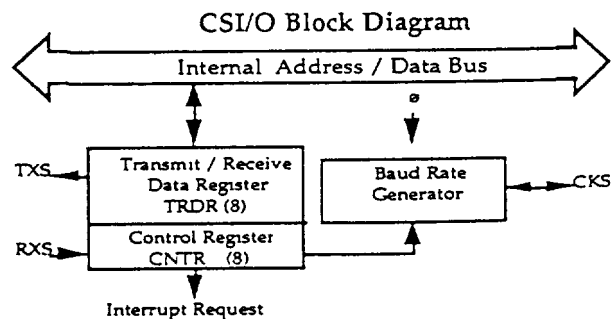 CSI/O Block Diagram
Internal Address / Data Bus
ø
TXS
Transmit / Receive
Data Register
TRDR (8)
Baud Rate
Generator
CKS
RXS
Control Register
CNTR (8)
Interrupt Request